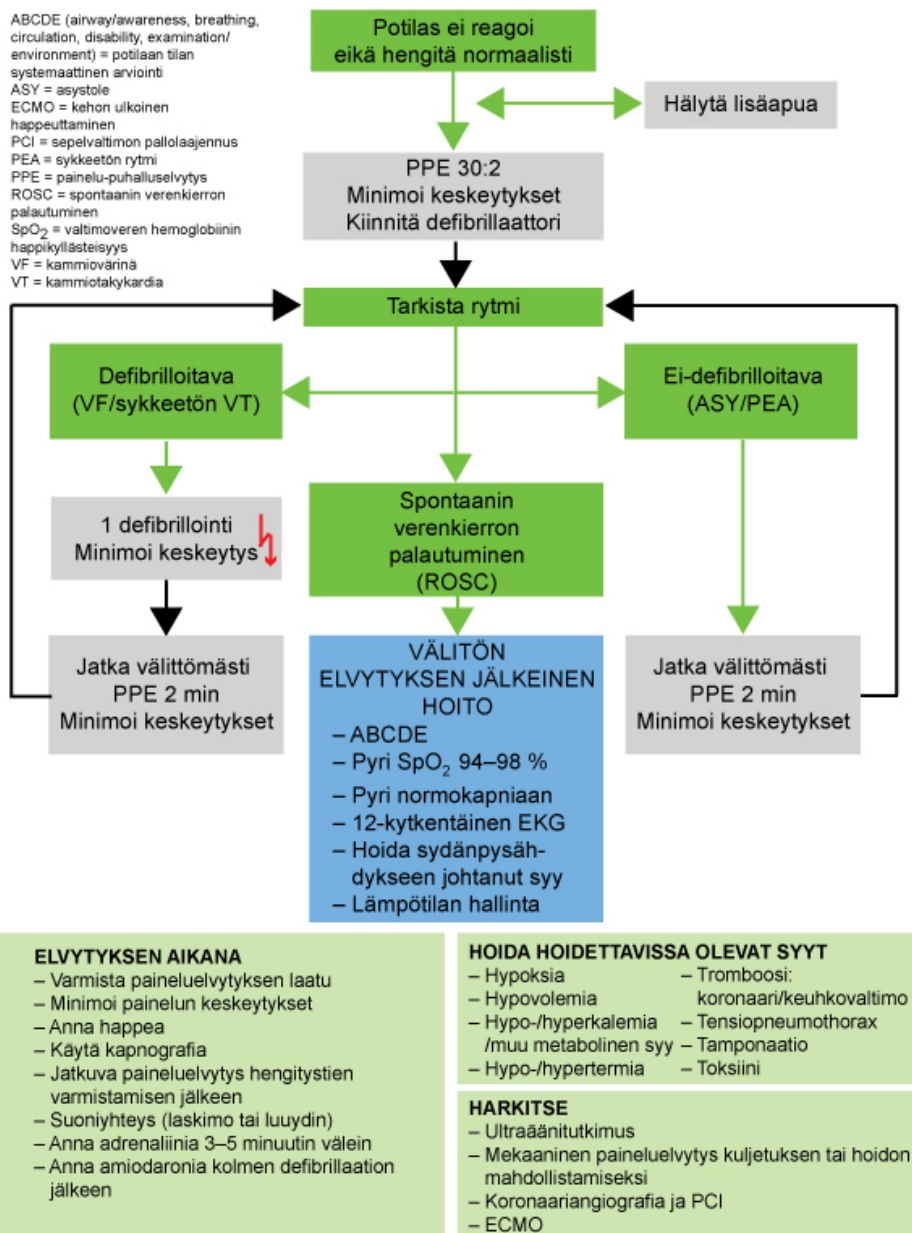 ABCDE (airway/awareness, breathing,
circulation, disability, examination/
environment) = potilaan tilan
systemaattinen arviointi
ASY = asystole
ECMO = kehon ulkoinen
happeuttaminen
PCI = sepelvaltimon pallolaajennus
PEA = sykkeetön rytmi
PPE = painelu-puhalluselvytys
ROSC = spontaanin verenkierron
palautuminen
SpO₂ = valtimoveren hemoglobiinin
happikyllästeisyys
VF = kammiovärinä
VT = kammiotakykardia
Potilas ei reagoi
eikä hengitä normaalisti
Hälytä lisäapua
PPE 30:2
Minimoi keskeytykset
Kiinnitä defibrillaattori
Tarkista rytmi
Defibrilloitava
(VF/sykkeetön VT)
Ei-defibrilloitava
(ASY/PEA)
1 defibrillointi
Minimoi keskeytys
Spontaanin
verenkierron
palautuminen
(ROSC)
Jatka välittömästi
PPE 2 min
Minimoi keskeytykset
VÄLITÖN
ELVYTYKSEN JÄLKEINEN
HOITO
– ABCDE
– Pyri SpO₂ 94–98 %
– Pyri normokapniaan
– 12-kytkentäinen EKG
– Hoida sydänpysäh-
dykseen johtanut syy
– Lämpötilan hallinta
Jatka välittömästi
PPE 2 min
Minimoi keskeytykset
ELVYTYKSEN AIKANA
– Varmista paineluelvytyksen laatu
– Minimoi painelun keskeytykset
– Anna happea
– Käytä kapnografia
– Jatkuva paineluelvytys hengitystien
varmistamisen jälkeen
– Suoniyhteys (laskimo tai luuydin)
– Anna adrenaliinia 3–5 minuutin välein
– Anna amiodaronia kolmen defibrillaation
jälkeen
HOIDA HOIDETTAVISSA OLEVAT SYYT
– Hypoksia
– Hypovolemia
– Hypo-/hyperkalemia
/muu metabolinen syy
– Hypo-/hypertermia
– Tromboosi:
koronaari/keuhkovaltimo
– Tensiopneumothorax
– Tamponaatio
– Toksiini
HARKITSE
– Ultraäänitutkimus
– Mekaaninen paineluelvytys kuljetuksen tai hoidon
mahdollistamiseksi
– Koronaariangiografia ja PCI
– ECMO